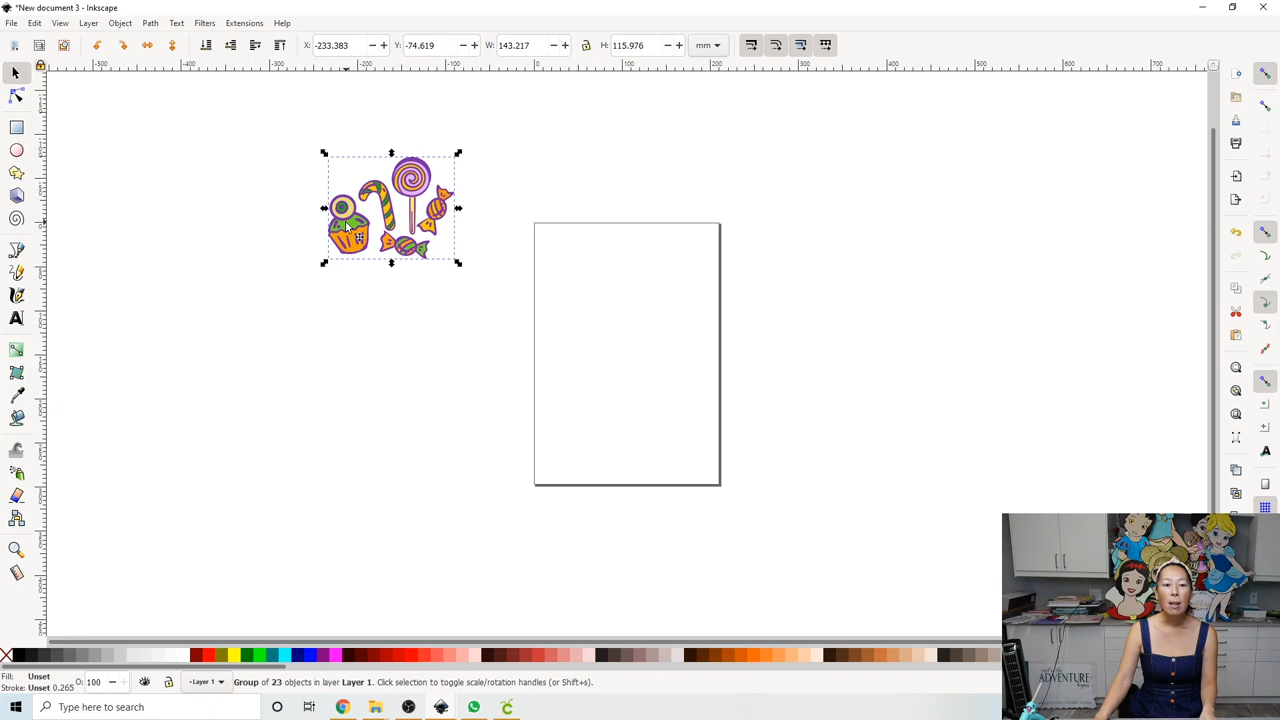 *New document 3 - Inkscape
File Edit View Layer Object Path Text Filters Extensions Help
X: -233.383 Y: -74.619 W: 143.217 H: 115.976 mm
-500 -400 -300 -200 -100 0 100 200 300 400 500 600 700
Fill: Unset
Stroke: Unset 0.265 O: 100 Layer 1 Group of 23 objects in layer Layer 1. Click selection to toggle scale/rotation handles (or Shift+s).
Type here to search
ADVENTURE